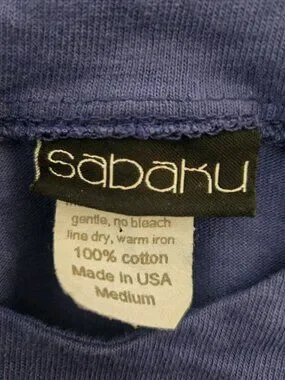 sabaku
gentle, no bleach
line dry, warm iron
100% cotton
Made in USA
Medium